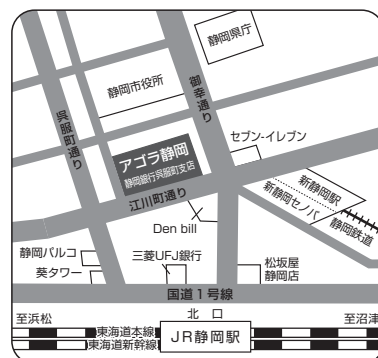 静岡県庁
静岡市役所
御幸通り
呉服町通り
セブン-イレブン
アゴラ静岡
静岡銀行呉服町支店
江川町通り
新静岡駅
新静岡セノバ
静岡鉄道
Den bill
静岡パルコ
葵タワー
三菱UFJ銀行
松坂屋
静岡店
国道1号線
北口
至浜松
至沼津
東海道本線
東海道新幹線
JR静岡駅